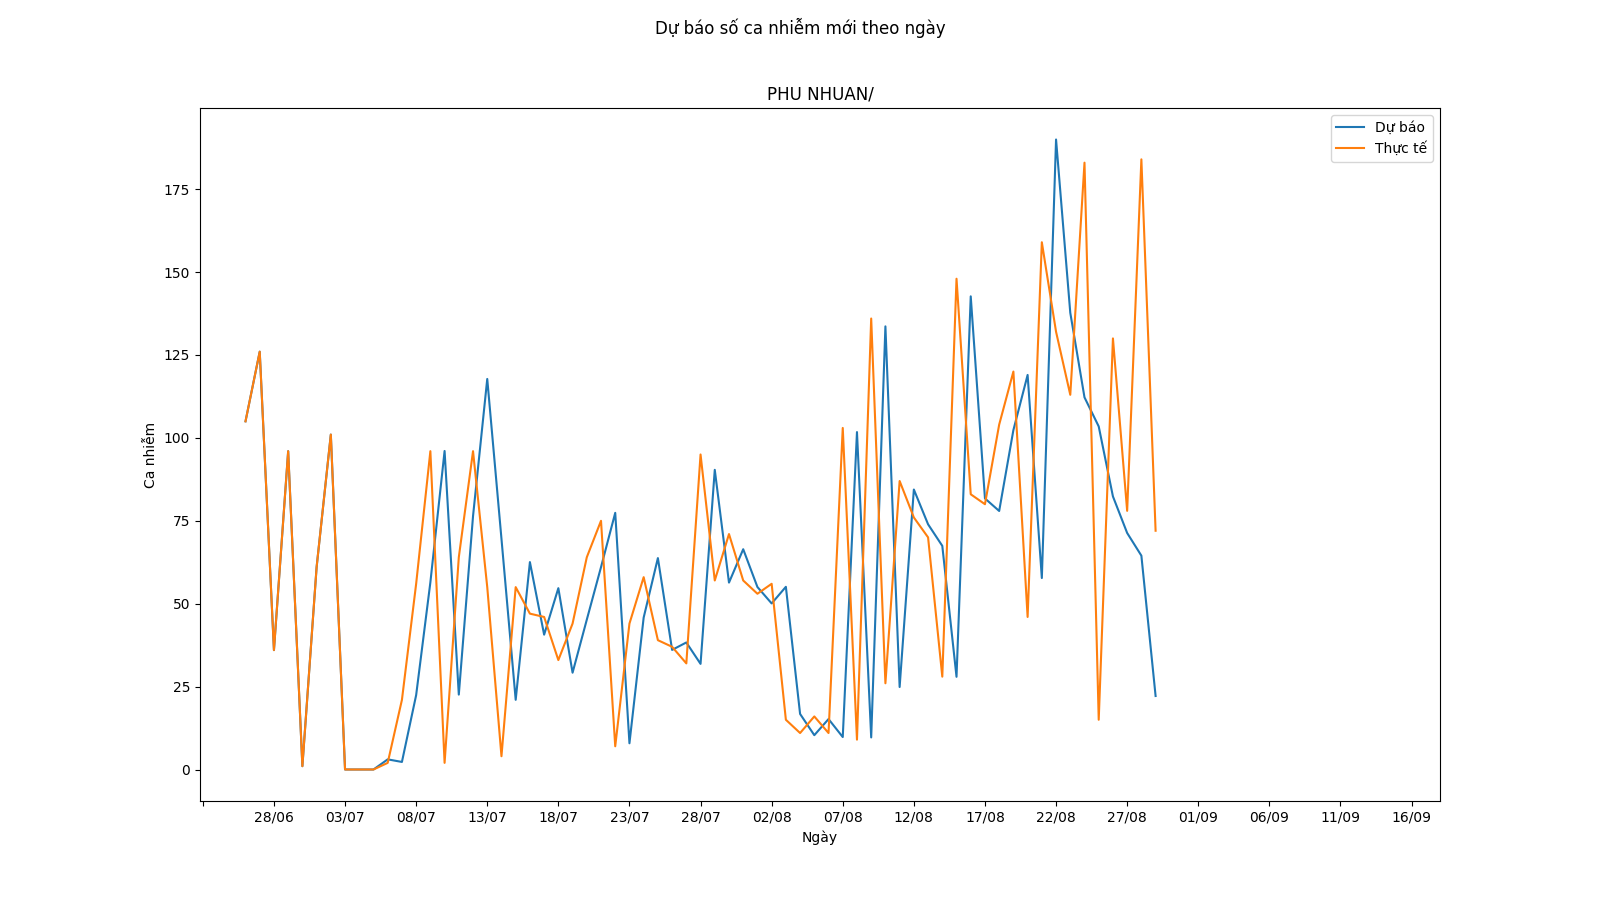 Dự báo số ca nhiễm mới theo ngày
PHU NHUAN/
Dự báo
Thực tế
175
150
125
100
75
50
25
0
Ca nhiễm
28/06 03/07 08/07 13/07 18/07 23/07 28/07 02/08 07/08 12/08 17/08 22/08 27/08 01/09 06/09 11/09 16/09
Ngày